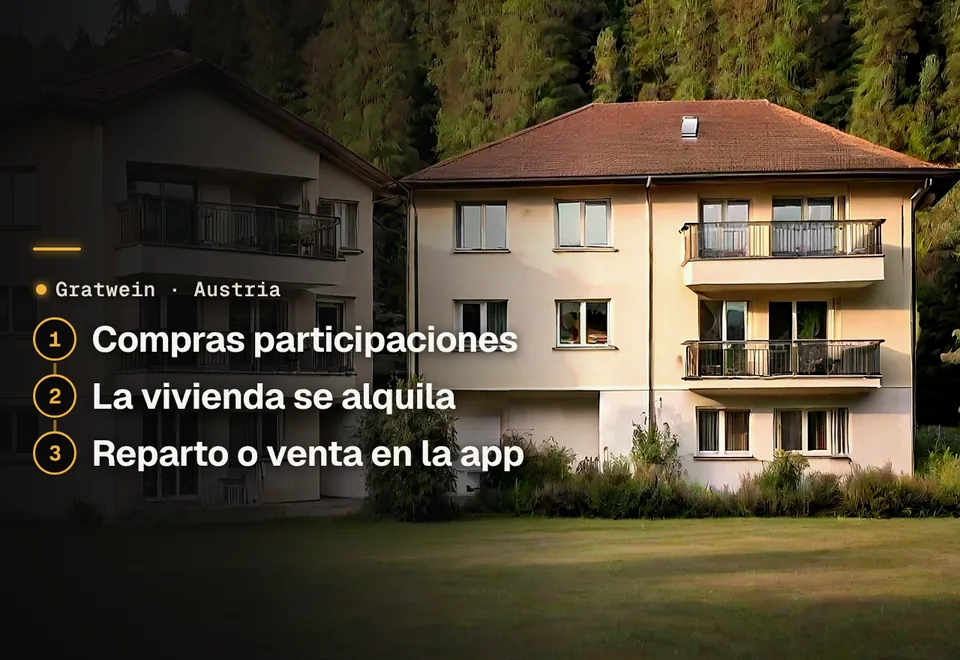 Gratwein · Austria
1 Compras participaciones
2 La vivienda se alquila
3 Reparto o venta en la app